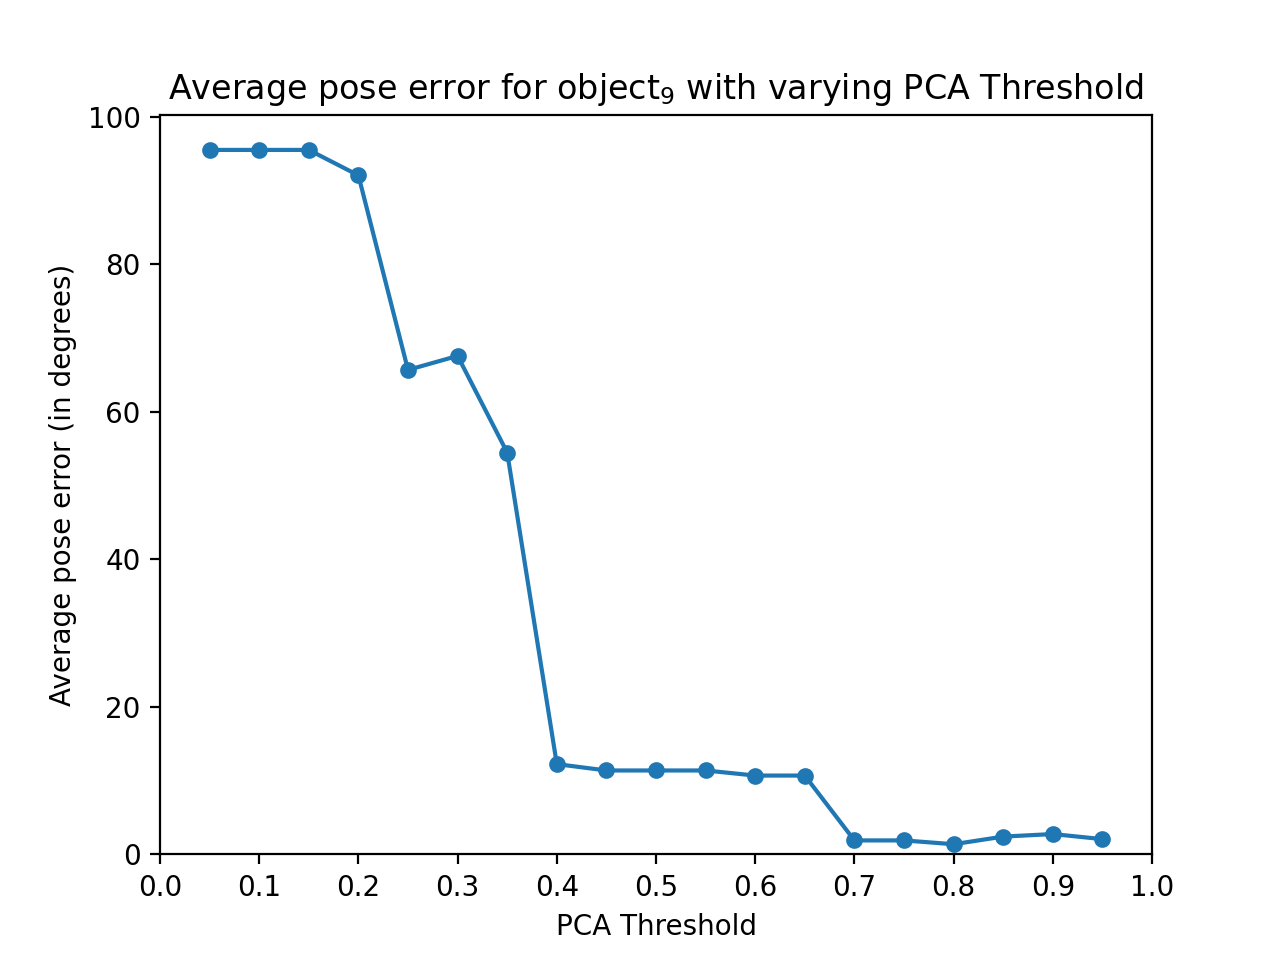 Average pose error for object₉ with varying PCA Threshold
100
80
60
40
20
0
Average pose error (in degrees)
0.0 0.1 0.2 0.3 0.4 0.5 0.6 0.7 0.8 0.9 1.0
PCA Threshold